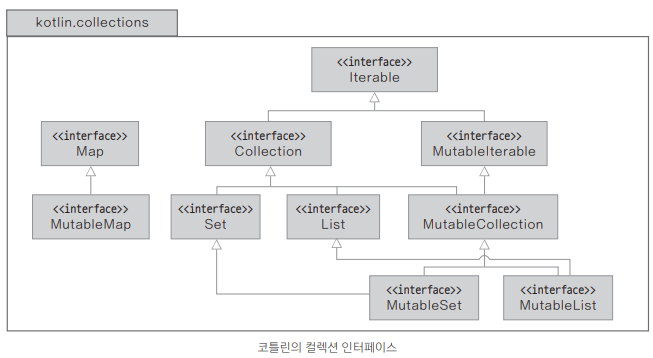 kotlin.collections
<<interface>>
Iterable
<<interface>>
Map
<<interface>>
Collection
<<interface>>
MutableIterable
<<interface>>
MutableMap
<<interface>>
Set
<<interface>>
List
<<interface>>
MutableCollection
<<interface>>
MutableSet
<<interface>>
MutableList
코틀린의 컬렉션 인터페이스